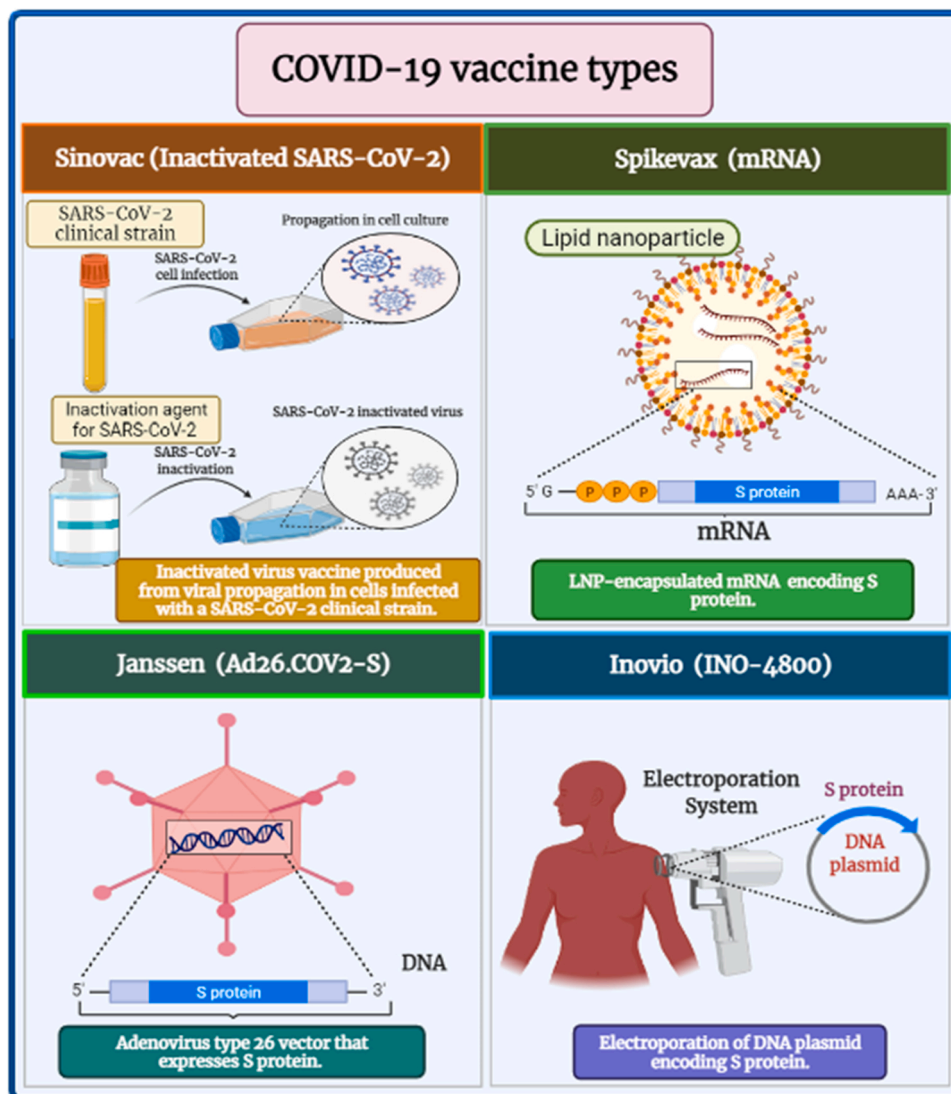 COVID-19 vaccine types
Sinovac (Inactivated SARS-CoV-2)
SARS-CoV-2
clinical strain
SARS-CoV-2
cell infection
Propagation in cell culture
Inactivation agent
for SARS-CoV-2
SARS-CoV-2
inactivation
SARS-CoV-2 inactivated virus
Inactivated virus vaccine produced
from viral propagation in cells infected
with a SARS-CoV-2 clinical strain.
Spikevax (mRNA)
Lipid nanoparticle
5' G P P P S protein AAA-3'
mRNA
LNP-encapsulated mRNA encoding S
protein.
Janssen (Ad26.COV2-S)
DNA
5' S protein 3'
Adenovirus type 26 vector that
expresses S protein.
Inovio (INO-4800)
Electroporation
System
S protein
DNA
plasmid
Electroporation of DNA plasmid
encoding S protein.